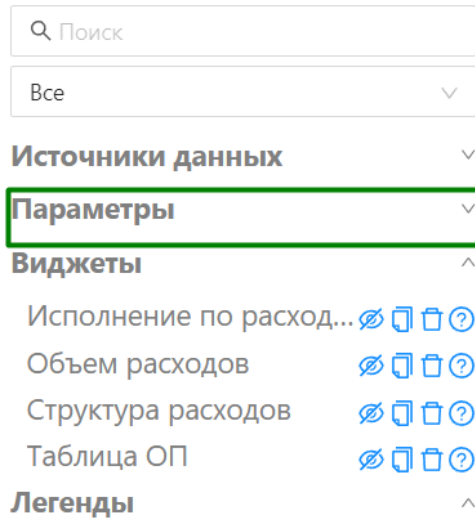 Поиск
Все
Источники данных
Параметры
Виджеты
Исполнение по расход...
Объем расходов
Структура расходов
Таблица ОП
Легенды